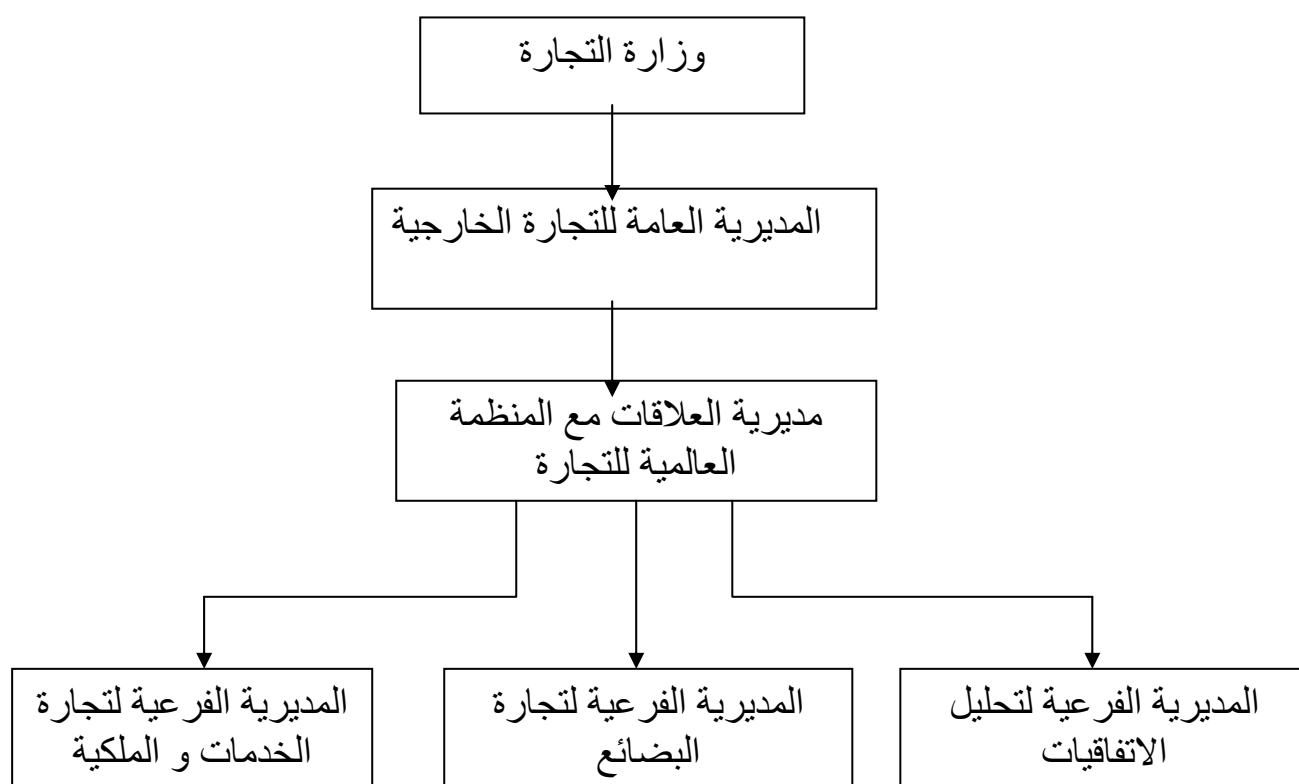 وزارة التجارة
المديرية العامة للتجارة الخارجية
مديرية العلاقات مع المنظمة
العالمية للتجارة
المديرية الفرعية لتحليل
الاتفاقيات
المديرية الفرعية لتجارة
البضائع
المديرية الفرعية لتجارة
الخدمات و الملكية